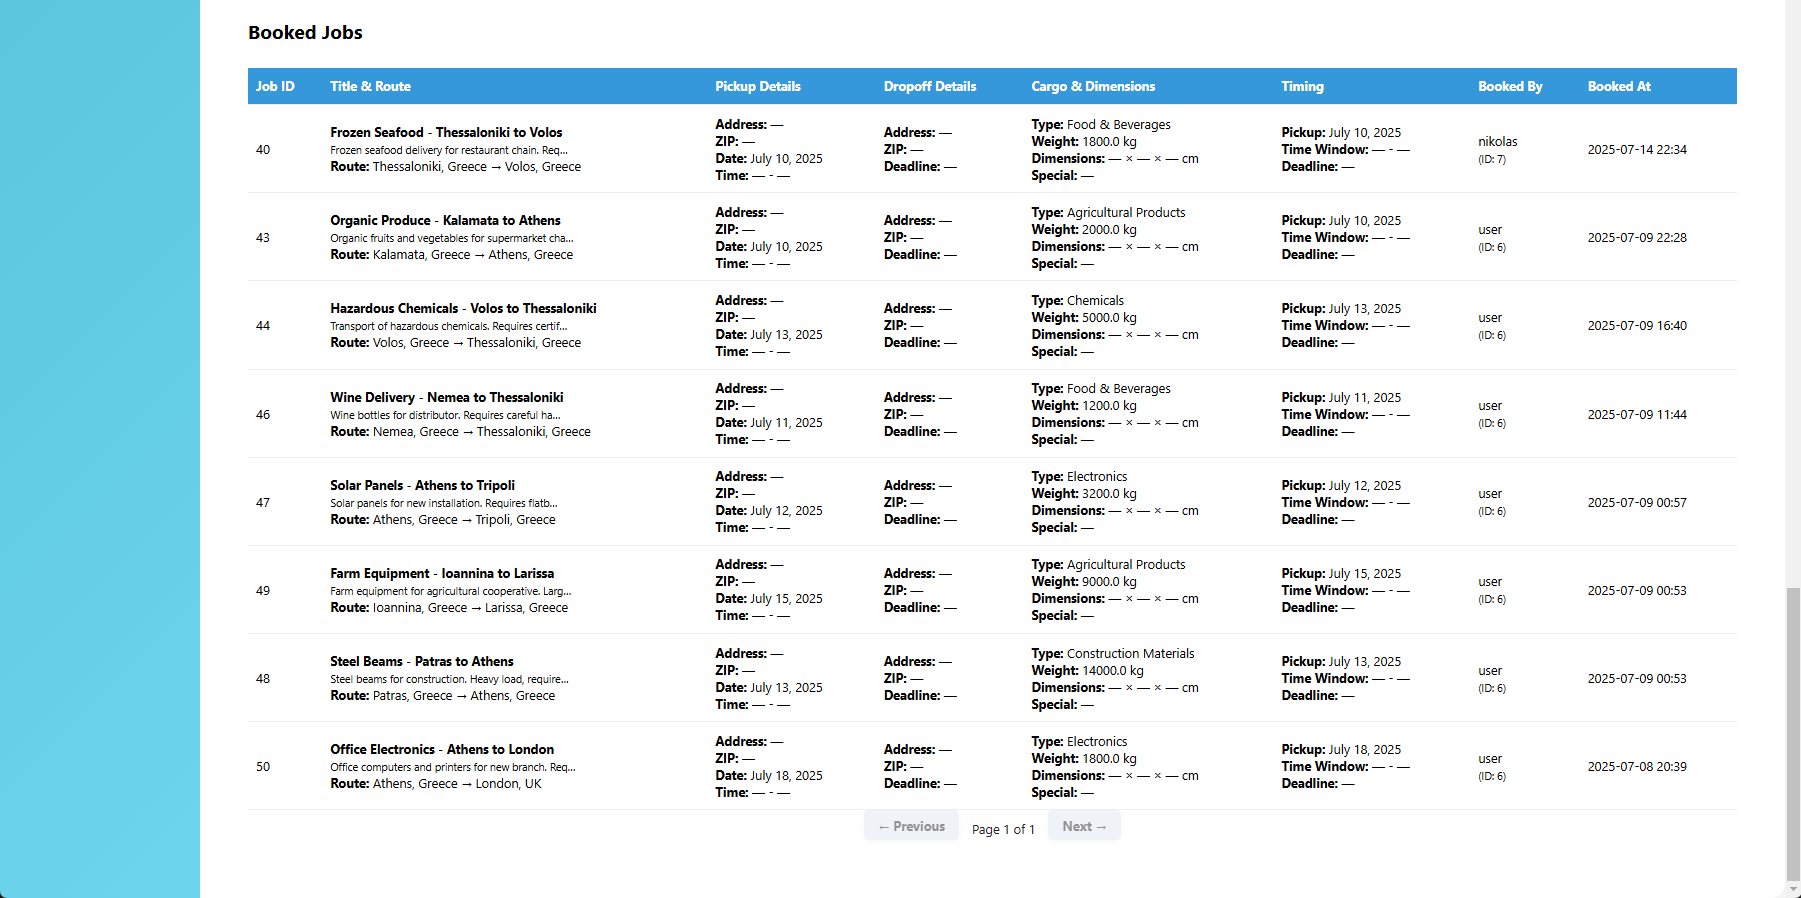 Booked Jobs
Job ID Title & Route Pickup Details Dropoff Details Cargo & Dimensions Timing Booked By Booked At
40
Frozen Seafood - Thessaloniki to Volos
Frozen seafood delivery for restaurant chain. Req...
Route: Thessaloniki, Greece → Volos, Greece
Address: —
ZIP: —
Date: July 10, 2025
Time: — - —
Address: —
ZIP: —
Deadline: —
Type: Food & Beverages
Weight: 1800.0 kg
Dimensions: — × — × — cm
Special: —
Pickup: July 10, 2025
Time Window: — - —
Deadline: —
nikolas
(ID: 7)
2025-07-14 22:34
43
Organic Produce - Kalamata to Athens
Organic fruits and vegetables for supermarket cha...
Route: Kalamata, Greece → Athens, Greece
Address: —
ZIP: —
Date: July 10, 2025
Time: — - —
Address: —
ZIP: —
Deadline: —
Type: Agricultural Products
Weight: 2000.0 kg
Dimensions: — × — × — cm
Special: —
Pickup: July 10, 2025
Time Window: — - —
Deadline: —
user
(ID: 6)
2025-07-09 22:28
44
Hazardous Chemicals - Volos to Thessaloniki
Transport of hazardous chemicals. Requires certif...
Route: Volos, Greece → Thessaloniki, Greece
Address: —
ZIP: —
Date: July 13, 2025
Time: — - —
Address: —
ZIP: —
Deadline: —
Type: Chemicals
Weight: 5000.0 kg
Dimensions: — × — × — cm
Special: —
Pickup: July 13, 2025
Time Window: — - —
Deadline: —
user
(ID: 6)
2025-07-09 16:40
46
Wine Delivery - Nemea to Thessaloniki
Wine bottles for distributor. Requires careful ha...
Route: Nemea, Greece → Thessaloniki, Greece
Address: —
ZIP: —
Date: July 11, 2025
Time: — - —
Address: —
ZIP: —
Deadline: —
Type: Food & Beverages
Weight: 1200.0 kg
Dimensions: — × — × — cm
Special: —
Pickup: July 11, 2025
Time Window: — - —
Deadline: —
user
(ID: 6)
2025-07-09 11:44
47
Solar Panels - Athens to Tripoli
Solar panels for new installation. Requires flatb...
Route: Athens, Greece → Tripoli, Greece
Address: —
ZIP: —
Date: July 12, 2025
Time: — - —
Address: —
ZIP: —
Deadline: —
Type: Electronics
Weight: 3200.0 kg
Dimensions: — × — × — cm
Special: —
Pickup: July 12, 2025
Time Window: — - —
Deadline: —
user
(ID: 6)
2025-07-09 00:57
49
Farm Equipment - Ioannina to Larissa
Farm equipment for agricultural cooperative. Larg...
Route: Ioannina, Greece → Larissa, Greece
Address: —
ZIP: —
Date: July 15, 2025
Time: — - —
Address: —
ZIP: —
Deadline: —
Type: Agricultural Products
Weight: 9000.0 kg
Dimensions: — × — × — cm
Special: —
Pickup: July 15, 2025
Time Window: — - —
Deadline: —
user
(ID: 6)
2025-07-09 00:53
48
Steel Beams - Patras to Athens
Steel beams for construction. Heavy load, require...
Route: Patras, Greece → Athens, Greece
Address: —
ZIP: —
Date: July 13, 2025
Time: — - —
Address: —
ZIP: —
Deadline: —
Type: Construction Materials
Weight: 14000.0 kg
Dimensions: — × — × — cm
Special: —
Pickup: July 13, 2025
Time Window: — - —
Deadline: —
user
(ID: 6)
2025-07-09 00:53
50
Office Electronics - Athens to London
Office computers and printers for new branch. Req...
Route: Athens, Greece → London, UK
Address: —
ZIP: —
Date: July 18, 2025
Time: — - —
Address: —
ZIP: —
Deadline: —
Type: Electronics
Weight: 1800.0 kg
Dimensions: — × — × — cm
Special: —
Pickup: July 18, 2025
Time Window: — - —
Deadline: —
user
(ID: 6)
2025-07-08 20:39
← Previous Page 1 of 1 Next →